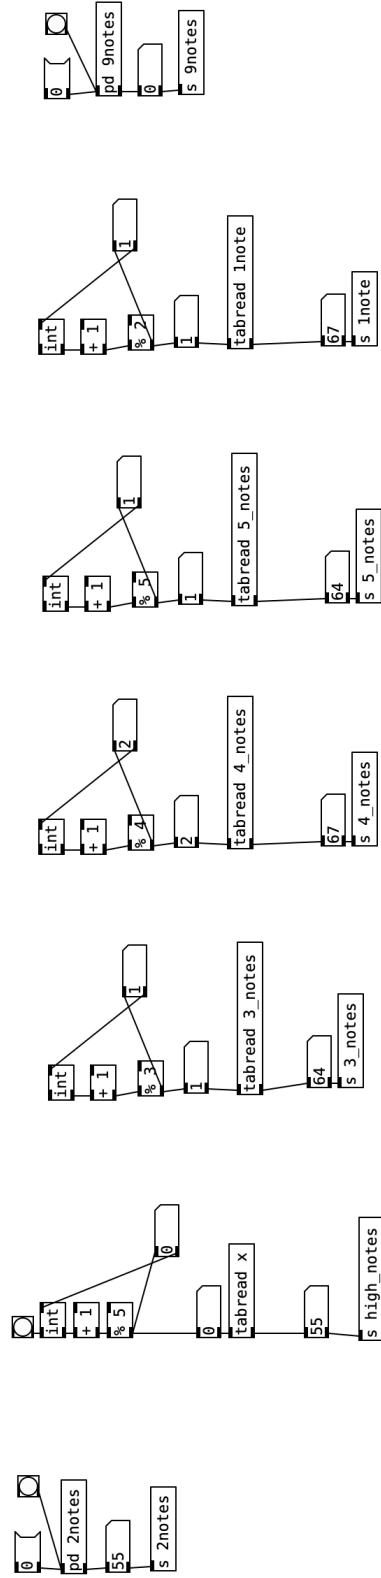 0
pd 2notes
55
s 2notes
int
+ 1
% 5
0
0
tabread x
55
s high_notes
int
+ 1
1
% 3
1
tabread 3_notes
64
s 3_notes
int
+ 1
2
% 4
2
tabread 4_notes
67
s 4_notes
int
+ 1
1
% 5
1
tabread 5_notes
64
s 5_notes
int
+ 1
1
% 2
1
tabread 1note
67
s 1note
0
pd 9notes
0
s 9notes